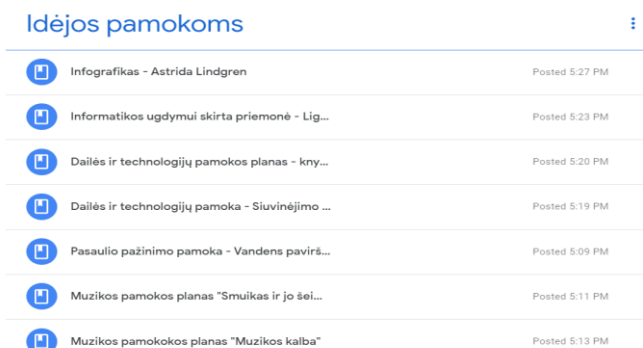 Idėjos pamokoms
Infografikas - Astrida Lindgren
Posted 5:27 PM
Informatikos ugdymui skirta priemonė - Lig...
Posted 5:23 PM
Dailės ir technologijų pamokos planas - kny...
Posted 5:20 PM
Dailės ir technologijų pamoka - Siuvinėjimo ...
Posted 5:19 PM
Pasaulio pažinimo pamoka - Vandens pavirš...
Posted 5:09 PM
Muzikos pamokos planas "Smuikas ir jo šei...
Posted 5:11 PM
Muzikos pamokokos planas "Muzikos kalba"
Posted 5:13 PM